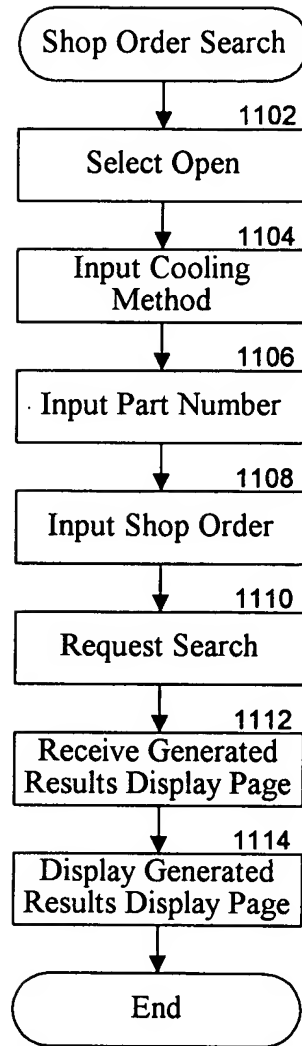 Shop Order Search
1102
Select Open
1104
Input Cooling
Method
1106
Input Part Number
1108
Input Shop Order
1110
Request Search
1112
Receive Generated
Results Display Page
1114
Display Generated
Results Display Page
End